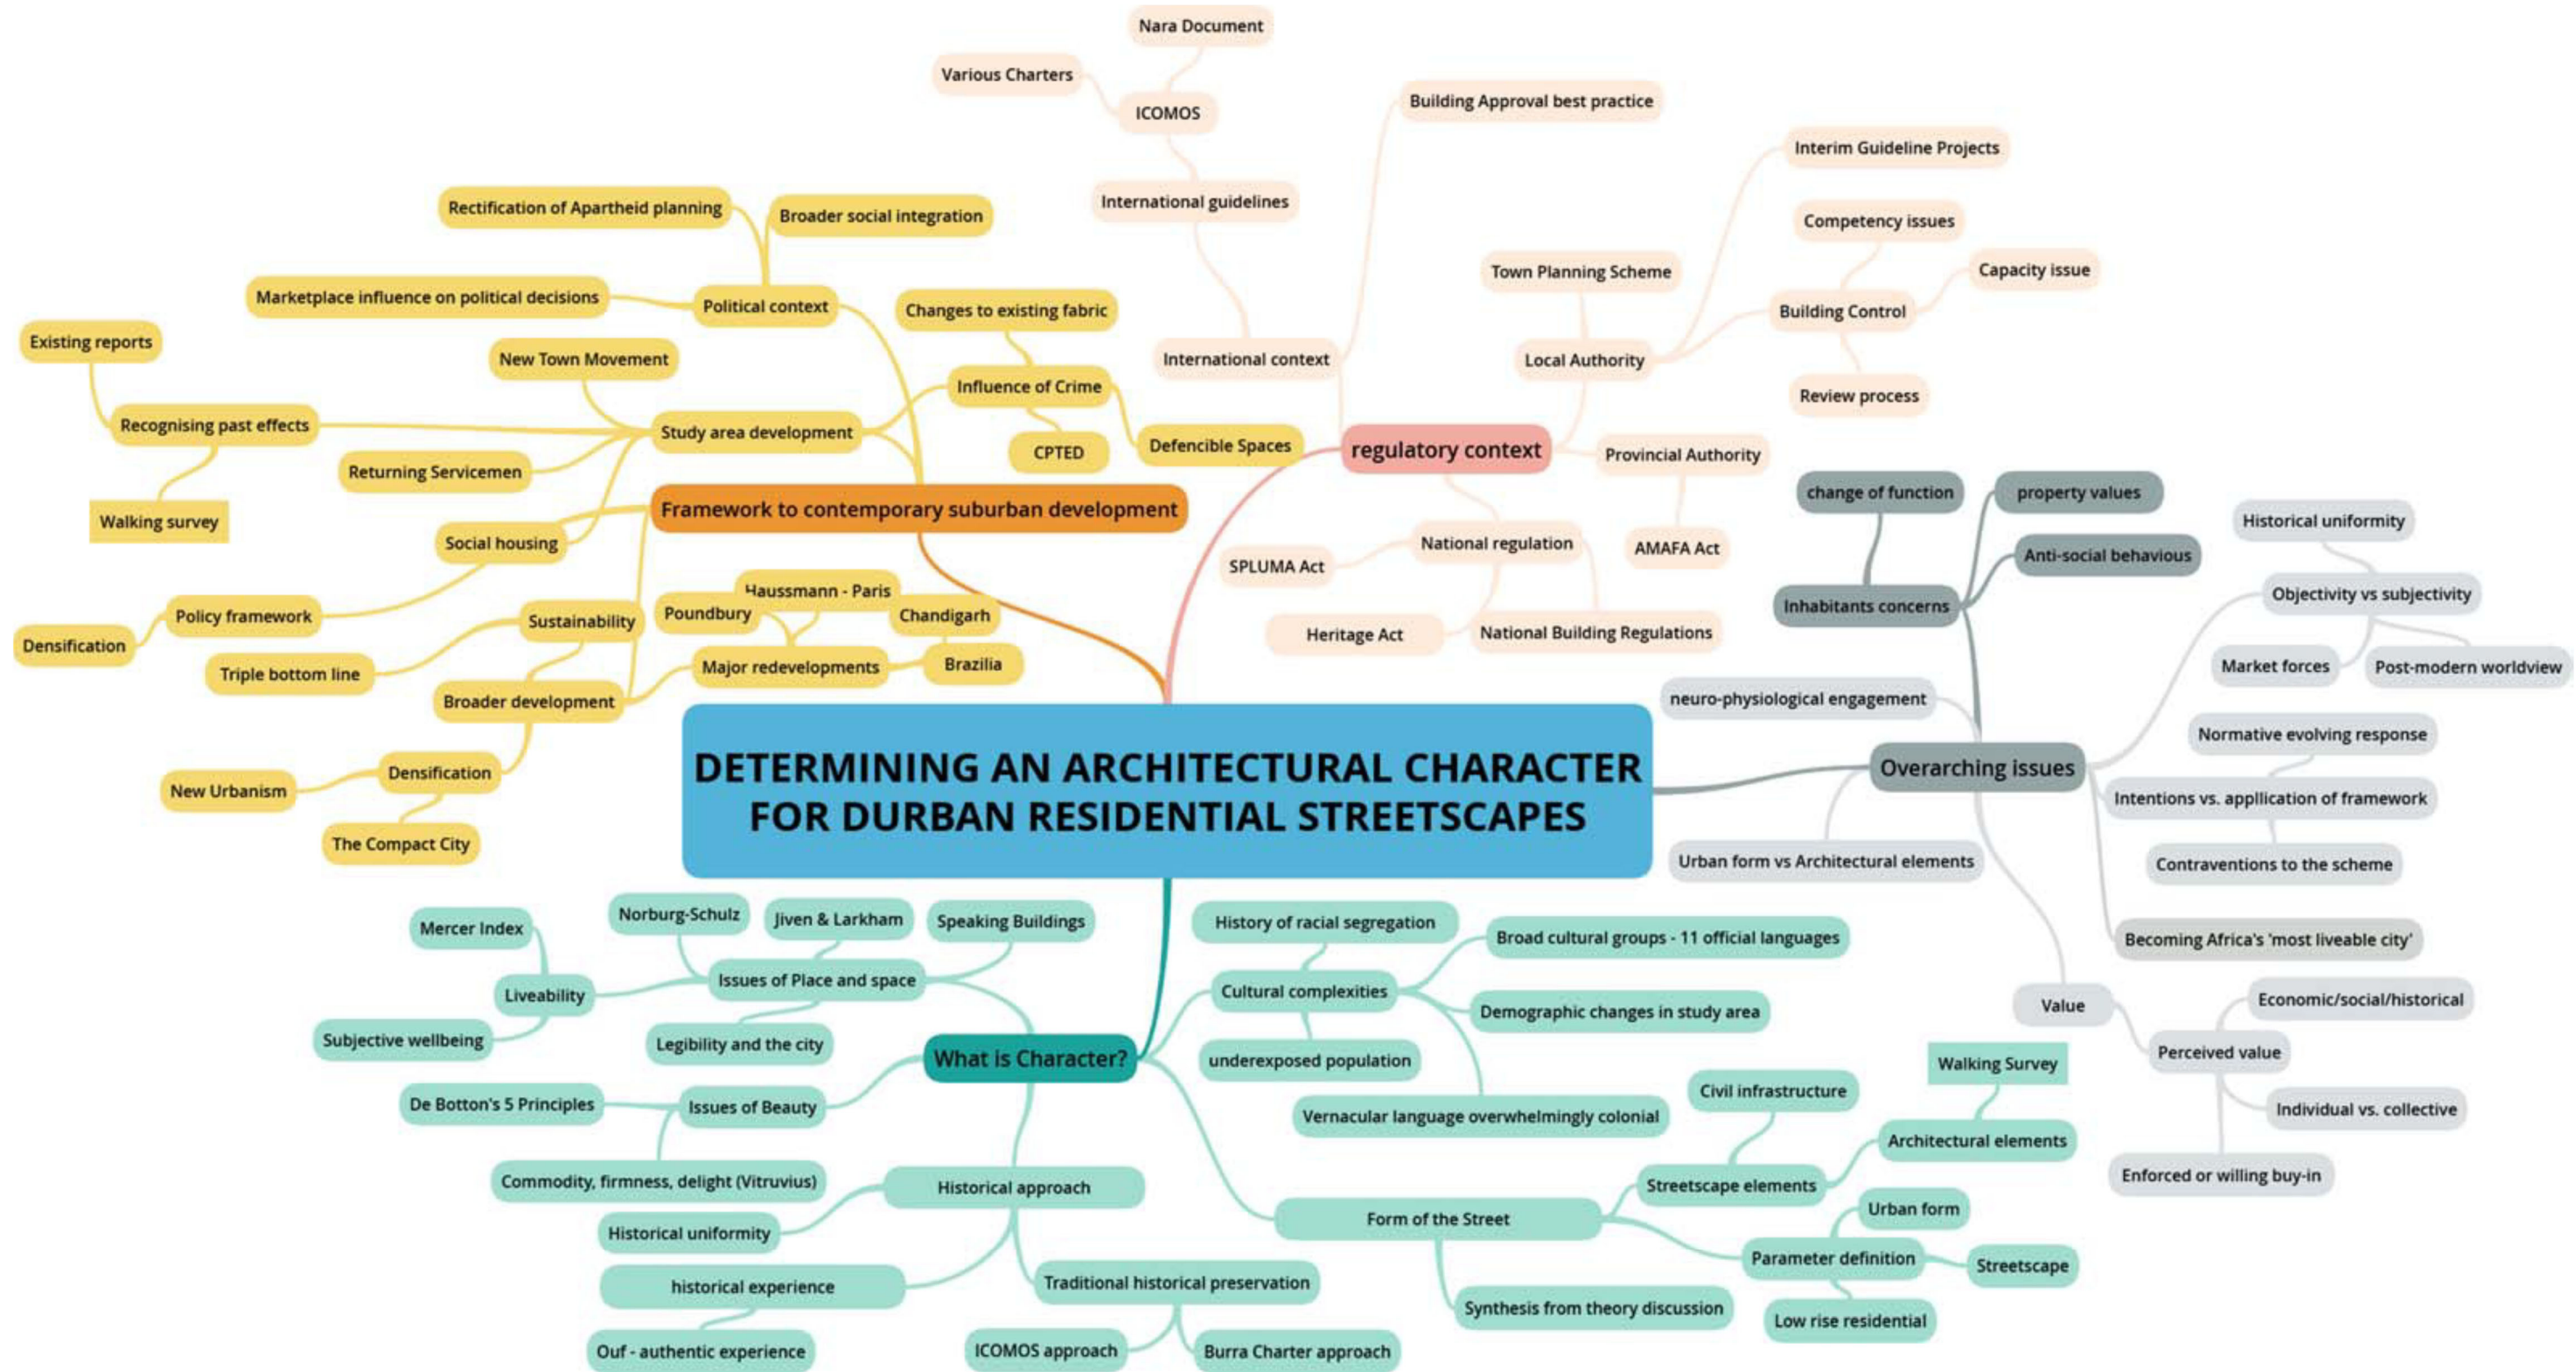 Nara Document
Various Charters
ICOMOS
Building Approval best practice
International guidelines
Interim Guideline Projects
Competency issues
Capacity issue
Town Planning Scheme
Building Control
International context
Local Authority
Review process
regulatory context
Provincial Authority
AMAFA Act
National regulation
SPLUMA Act
Heritage Act
National Building Regulations
Rectification of Apartheid planning
Broader social integration
Marketplace influence on political decisions
Political context
Changes to existing fabric
Existing reports
New Town Movement
Influence of Crime
Recognising past effects
Study area development
CPTED
Defencible Spaces
Returning Servicemen
Walking survey
Framework to contemporary suburban development
Social housing
Haussmann - Paris
Poundbury
Chandigarh
Policy framework
Sustainability
Densification
Triple bottom line
Major redevelopments
Brazilia
Broader development
Densification
New Urbanism
The Compact City
change of function
property values
Historical uniformity
Anti-social behavious
Inhabitants concerns
Objectivity vs subjectivity
Market forces
Post-modern worldview
neuro-physiological engagement
Normative evolving response
Overarching issues
Intentions vs. appllication of framework
Urban form vs Architectural elements
Contraventions to the scheme
Becoming Africa's 'most liveable city'
Value
Economic/social/historical
Perceived value
Individual vs. collective
Enforced or willing buy-in
DETERMINING AN ARCHITECTURAL CHARACTER
FOR DURBAN RESIDENTIAL STREETSCAPES
Mercer Index
Norburg-Schulz
Jiven & Larkham
Speaking Buildings
Issues of Place and space
Liveability
Subjective wellbeing
Legibility and the city
What is Character?
De Botton's 5 Principles
Issues of Beauty
Commodity, firmness, delight (Vitruvius)
Historical approach
Historical uniformity
historical experience
Traditional historical preservation
Ouf - authentic experience
ICOMOS approach
Burra Charter approach
History of racial segregation
Broad cultural groups - 11 official languages
Cultural complexities
Demographic changes in study area
underexposed population
Vernacular language overwhelmingly colonial
Walking Survey
Civil infrastructure
Architectural elements
Streetscape elements
Form of the Street
Urban form
Parameter definition
Streetscape
Synthesis from theory discussion
Low rise residential